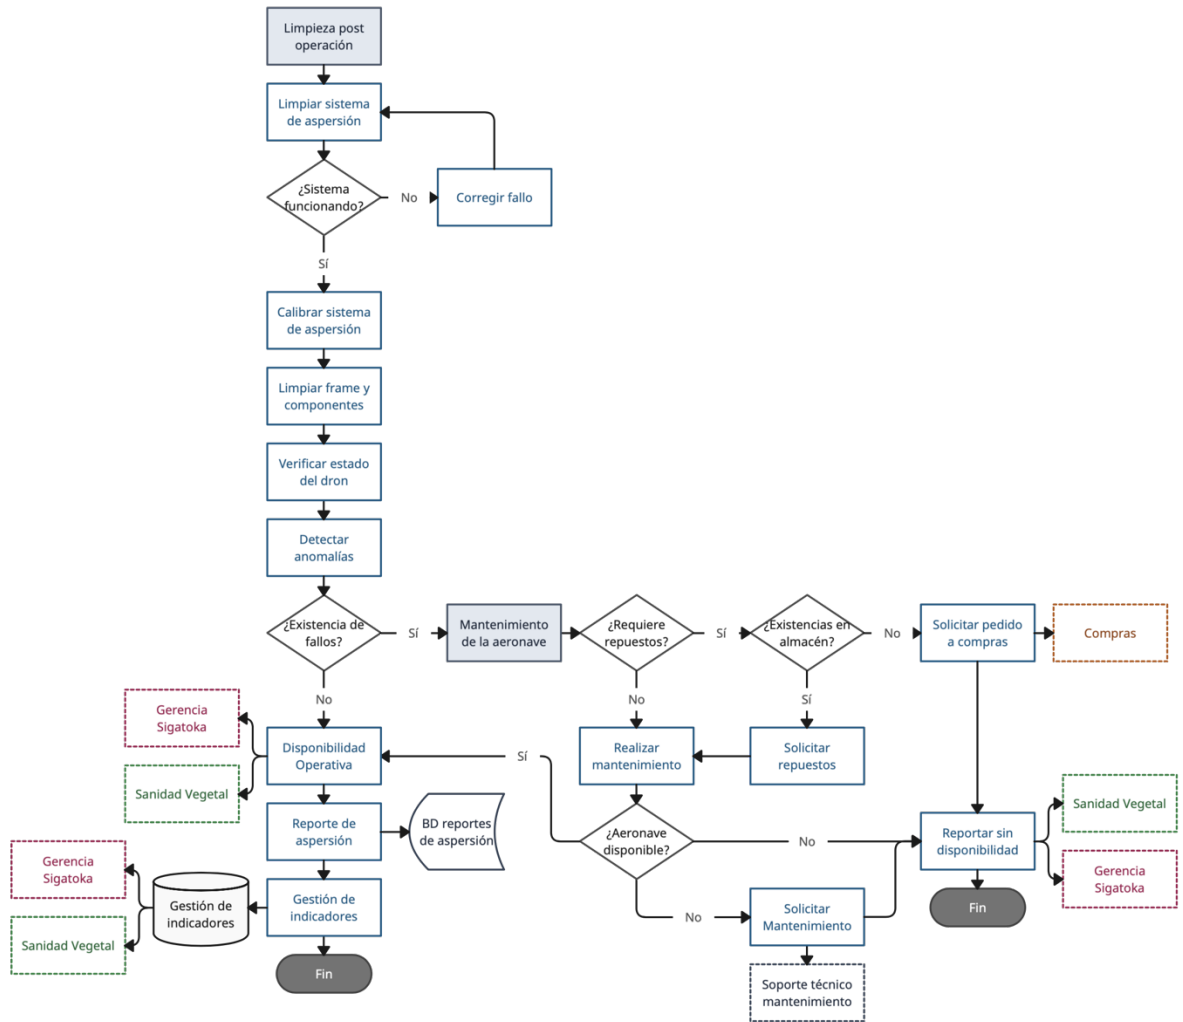 Limpieza post
operación
Limpiar sistema
de aspersión
¿Sistema
funcionando?
No
Corregir fallo
Sí
Calibrar sistema
de aspersión
Limpiar frame y
componentes
Verificar estado
del dron
Detectar
anomalías
¿Existencia de
fallos?
Sí
Mantenimiento
de la aeronave
¿Requiere
repuestos?
Sí
¿Existencias en
almacén?
No
Solicitar pedido
a compras
Compras
No
No
Sí
Gerencia
Sigatoka
Sanidad Vegetal
Disponibilidad
Operativa
Sí
Realizar
mantenimiento
Solicitar
repuestos
Reporte de
aspersión
BD reportes
de aspersión
¿Aeronave
disponible?
No
Reportar sin
disponibilidad
Sanidad Vegetal
Gerencia
Sigatoka
Gerencia
Sigatoka
Sanidad Vegetal
Gestión de
indicadores
Gestión de
indicadores
No
Solicitar
Mantenimiento
Fin
Fin
Soporte técnico
mantenimiento